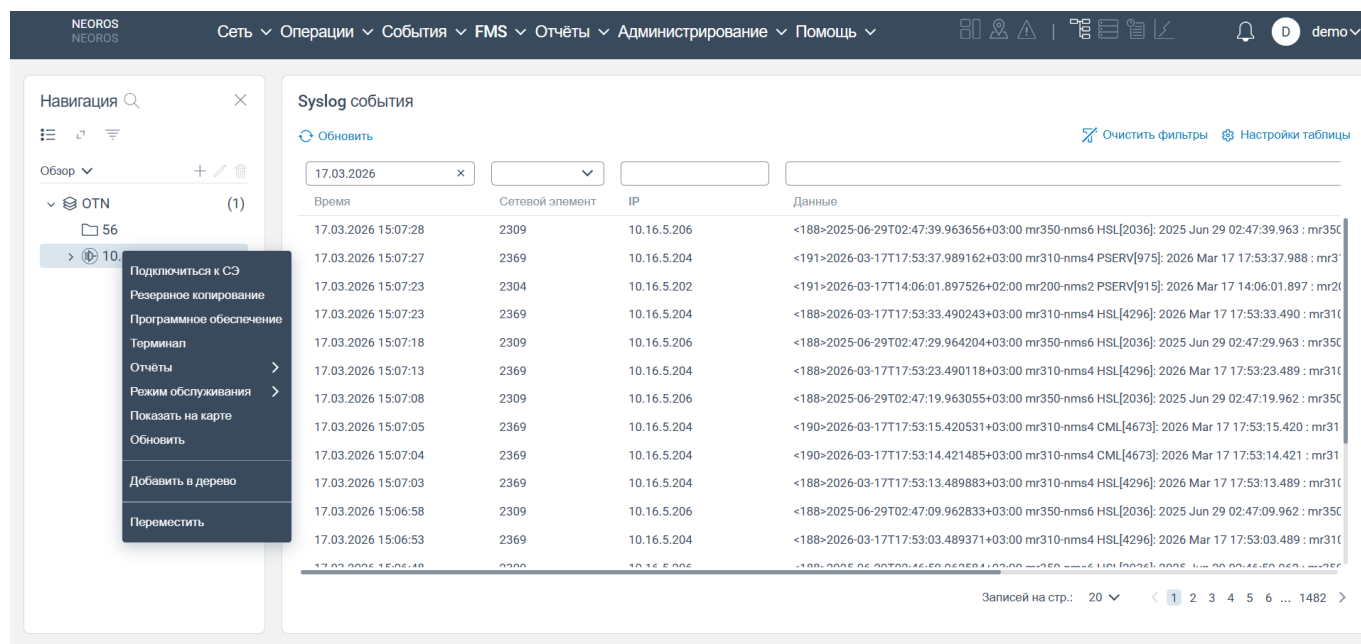 NEOROS
NEOROS
Сеть Операции События FMS Отчёты Администрирование Помощь
D demo
Навигация
Обзор
OTN (1)
56
10.
Подключиться к СЭ
Резервное копирование
Программное обеспечение
Терминал
Отчёты
Режим обслуживания
Показать на карте
Обновить
Добавить в дерево
Переместить
Syslog события
Обновить
Очистить фильтры Настройки таблицы
17.03.2026 ×
Время Сетевой элемент IP Данные
17.03.2026 15:07:28 2309 10.16.5.206 <188>2025-06-29T02:47:39.963656+03:00 mr350-nms6 HSL[2036]: 2025 Jun 29 02:47:39.963 : mr350
17.03.2026 15:07:27 2369 10.16.5.204 <191>2026-03-17T17:53:37.989162+03:00 mr310-nms4 PSERV[975]: 2026 Mar 17 17:53:37.988 : mr31
17.03.2026 15:07:23 2304 10.16.5.202 <191>2026-03-17T14:06:01.897526+02:00 mr200-nms2 PSERV[915]: 2026 Mar 17 14:06:01.897 : mr20
17.03.2026 15:07:23 2369 10.16.5.204 <188>2026-03-17T17:53:33.490243+03:00 mr310-nms4 HSL[4296]: 2026 Mar 17 17:53:33.490 : mr310
17.03.2026 15:07:18 2309 10.16.5.206 <188>2025-06-29T02:47:29.964204+03:00 mr350-nms6 HSL[2036]: 2025 Jun 29 02:47:29.963 : mr350
17.03.2026 15:07:13 2369 10.16.5.204 <188>2026-03-17T17:53:23.490118+03:00 mr310-nms4 HSL[4296]: 2026 Mar 17 17:53:23.489 : mr310
17.03.2026 15:07:08 2309 10.16.5.206 <188>2025-06-29T02:47:19.963055+03:00 mr350-nms6 HSL[2036]: 2025 Jun 29 02:47:19.962 : mr350
17.03.2026 15:07:05 2369 10.16.5.204 <190>2026-03-17T17:53:15.420531+03:00 mr310-nms4 CML[4673]: 2026 Mar 17 17:53:15.420 : mr31
17.03.2026 15:07:04 2369 10.16.5.204 <190>2026-03-17T17:53:14.421485+03:00 mr310-nms4 CML[4673]: 2026 Mar 17 17:53:14.421 : mr31
17.03.2026 15:07:03 2369 10.16.5.204 <188>2026-03-17T17:53:13.489883+03:00 mr310-nms4 HSL[4296]: 2026 Mar 17 17:53:13.489 : mr310
17.03.2026 15:06:58 2309 10.16.5.206 <188>2025-06-29T02:47:09.962833+03:00 mr350-nms6 HSL[2036]: 2025 Jun 29 02:47:09.962 : mr350
17.03.2026 15:06:53 2369 10.16.5.204 <188>2026-03-17T17:53:03.489371+03:00 mr310-nms4 HSL[4296]: 2026 Mar 17 17:53:03.489 : mr310
Записей на стр.: 20 1 2 3 4 5 6 ... 1482